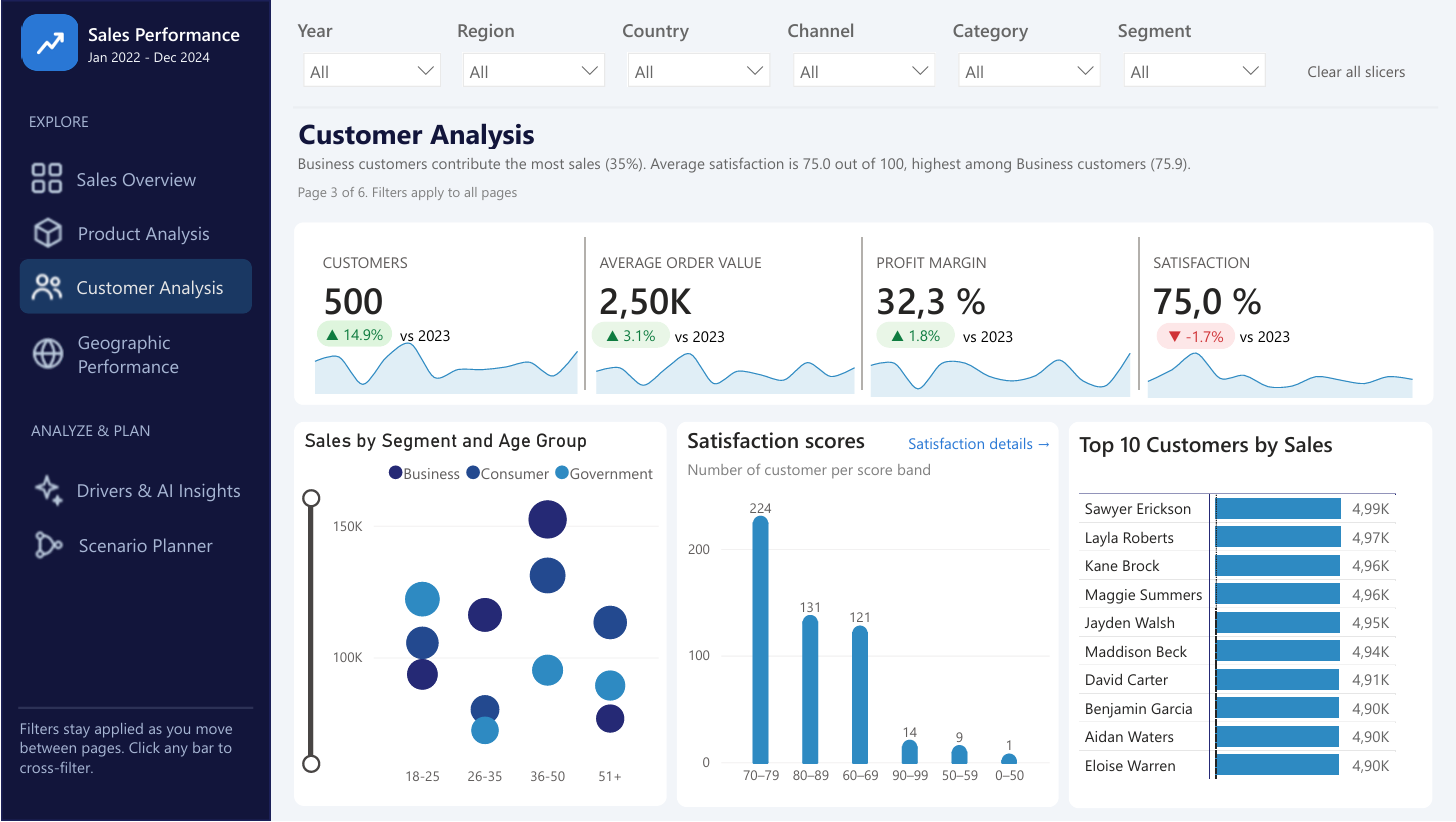 Sales Performance
Jan 2022 - Dec 2024
EXPLORE
Sales Overview
Product Analysis
Customer Analysis
Geographic
Performance
ANALYZE & PLAN
Drivers & AI Insights
Scenario Planner
Filters stay applied as you move
between pages. Click any bar to
cross-filter.
Year Region Country Channel Category Segment
All All All All All All Clear all slicers
Customer Analysis
Business customers contribute the most sales (35%). Average satisfaction is 75.0 out of 100, highest among Business customers (75.9).
Page 3 of 6. Filters apply to all pages
CUSTOMERS
500
▲ 14.9% vs 2023
AVERAGE ORDER VALUE
2,50K
▲ 3.1% vs 2023
PROFIT MARGIN
32,3 %
▲ 1.8% vs 2023
SATISFACTION
75,0 %
▼ -1.7% vs 2023
Sales by Segment and Age Group
Business Consumer Government
150K
100K
18-25 26-35 36-50 51+
Satisfaction scores
Satisfaction details →
Number of customer per score band
200
100
0
224
131
121
14
9
1
70–79 80–89 60–69 90–99 50–59 0–50
Top 10 Customers by Sales
Sawyer Erickson 4,99K
Layla Roberts 4,97K
Kane Brock 4,96K
Maggie Summers 4,96K
Jayden Walsh 4,95K
Maddison Beck 4,94K
David Carter 4,91K
Benjamin Garcia 4,90K
Aidan Waters 4,90K
Eloise Warren 4,90K